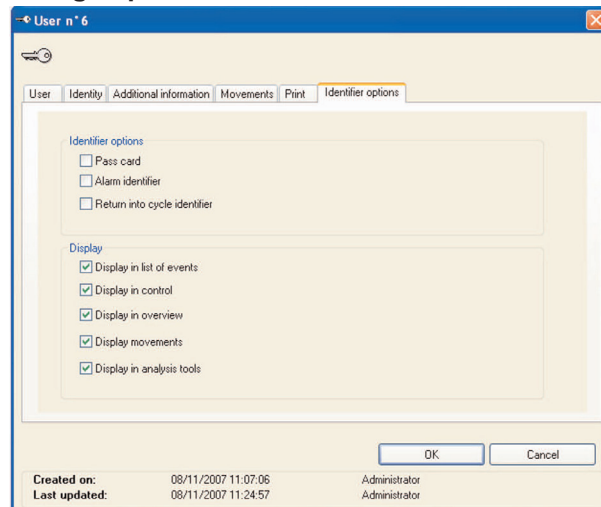 User n°6
User Identity Additional information Movements Print Identifier options
Identifier options
Pass card
Alarm identifier
Return into cycle identifier
Display
Display in list of events
Display in control
Display in overview
Display movements
Display in analysis tools
OK Cancel
Created on: 08/11/2007 11:07:06 Administrator
Last updated: 08/11/2007 11:24:57 Administrator